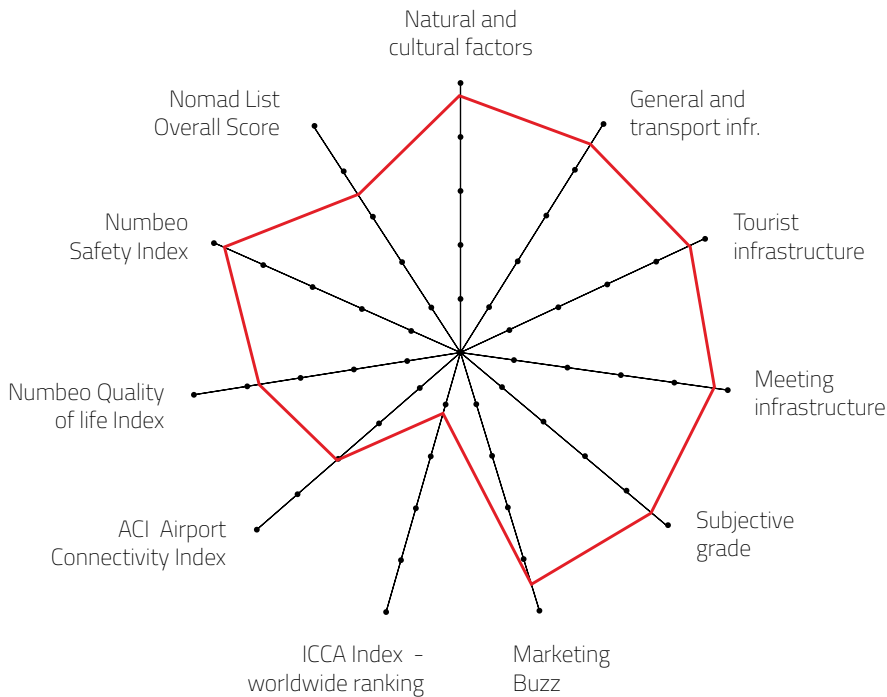 Natural and
cultural factors
General and
transport infr.
Tourist
infrastructure
Meeting
infrastructure
Subjective
grade
Marketing
Buzz
ICCA Index -
worldwide ranking
ACI Airport
Connectivity Index
Numbeo Quality
of life Index
Numbeo
Safety Index
Nomad List
Overall Score